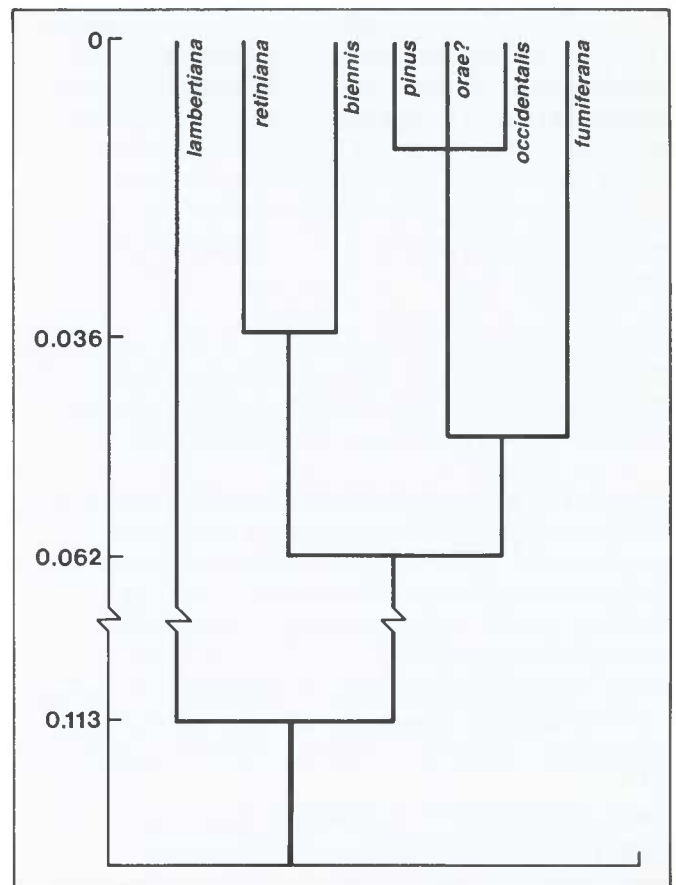 0
lambertiana
retiniana
biennis
pinus
orae?
occidentalis
fumiferana
0.036
0.062
0.113